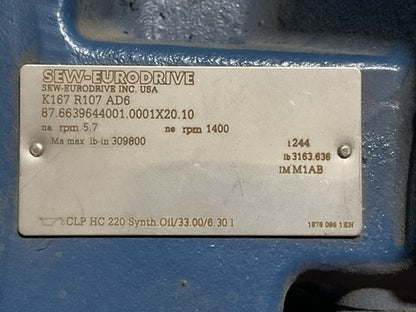 SEW-EURODRIVE
SEW-EURODRIVE INC. USA
K167 R107 AD6
87.6639644001.0001X20.10
na rpm 5.7 ne rpm 1400
Ma max lb-in 309800 i 244
lb 3163.636
IM M1AB
CLP HC 220 Synth.Oil/33.00/6.30 l
1976 096 1 EN